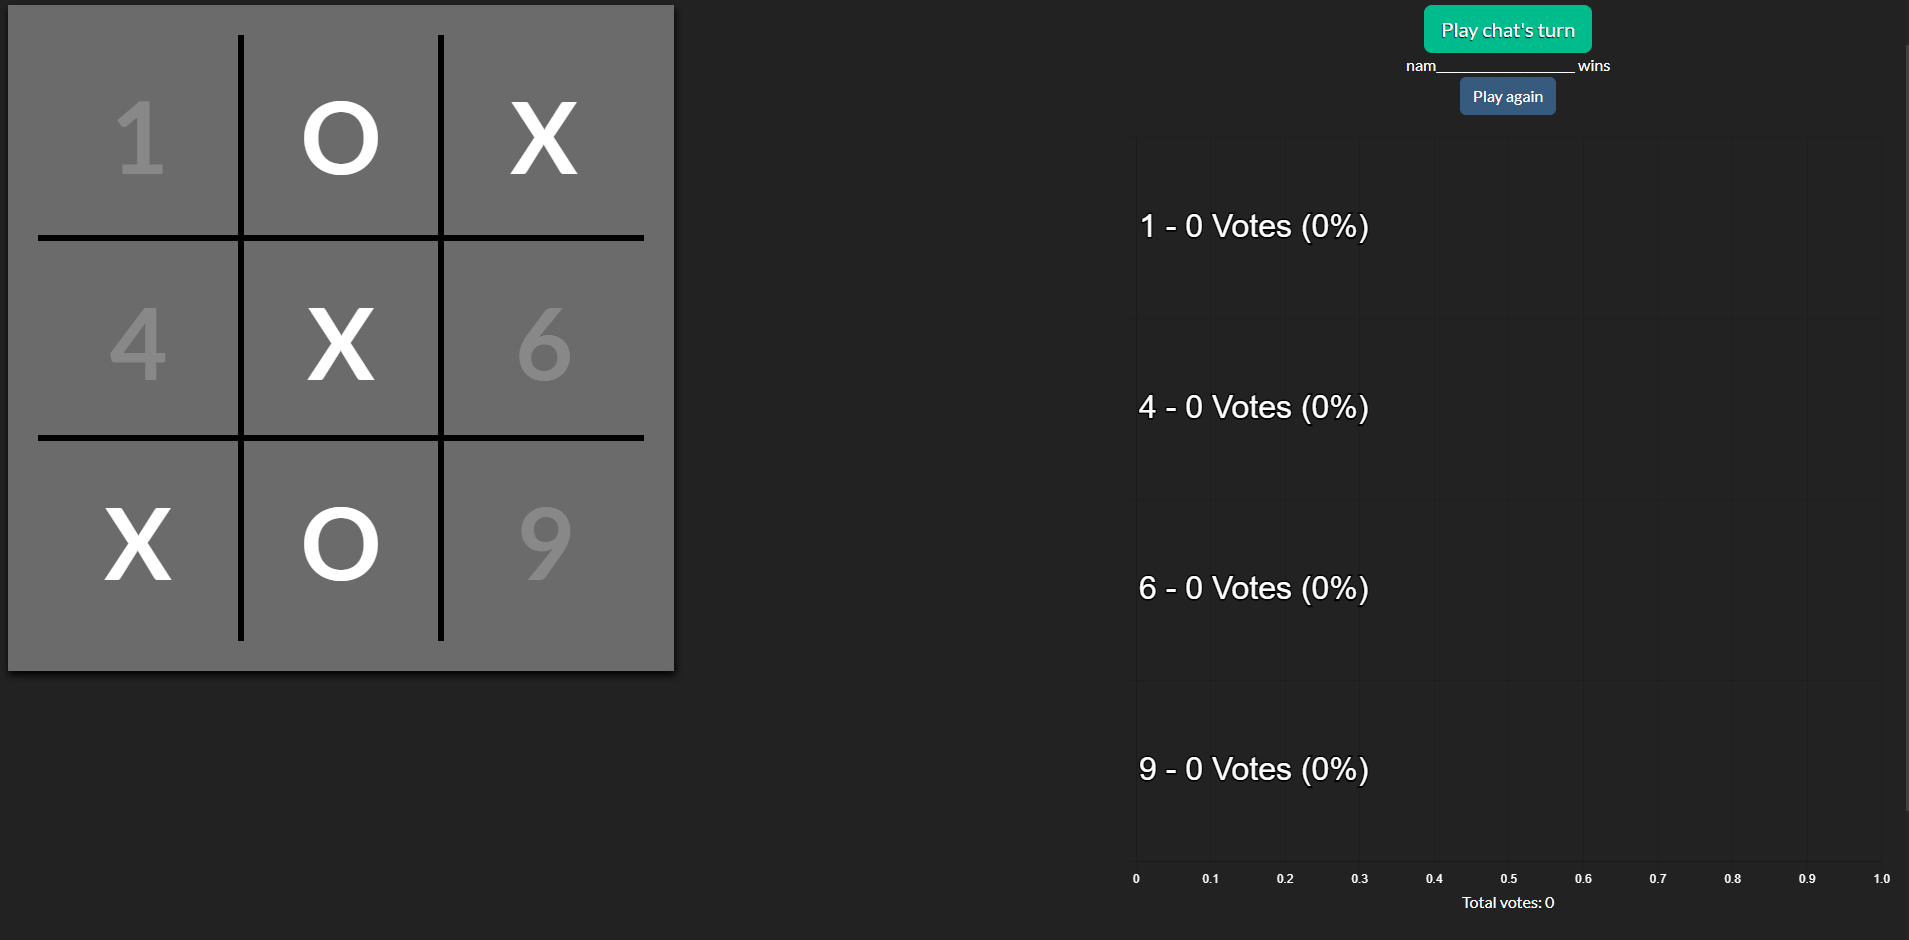 1 O X
4 X 6
X O 9
Play chat's turn
nam__________________ wins
Play again
1 - 0 Votes (0%)
4 - 0 Votes (0%)
6 - 0 Votes (0%)
9 - 0 Votes (0%)
0 0.1 0.2 0.3 0.4 0.5 0.6 0.7 0.8 0.9 1.0
Total votes: 0